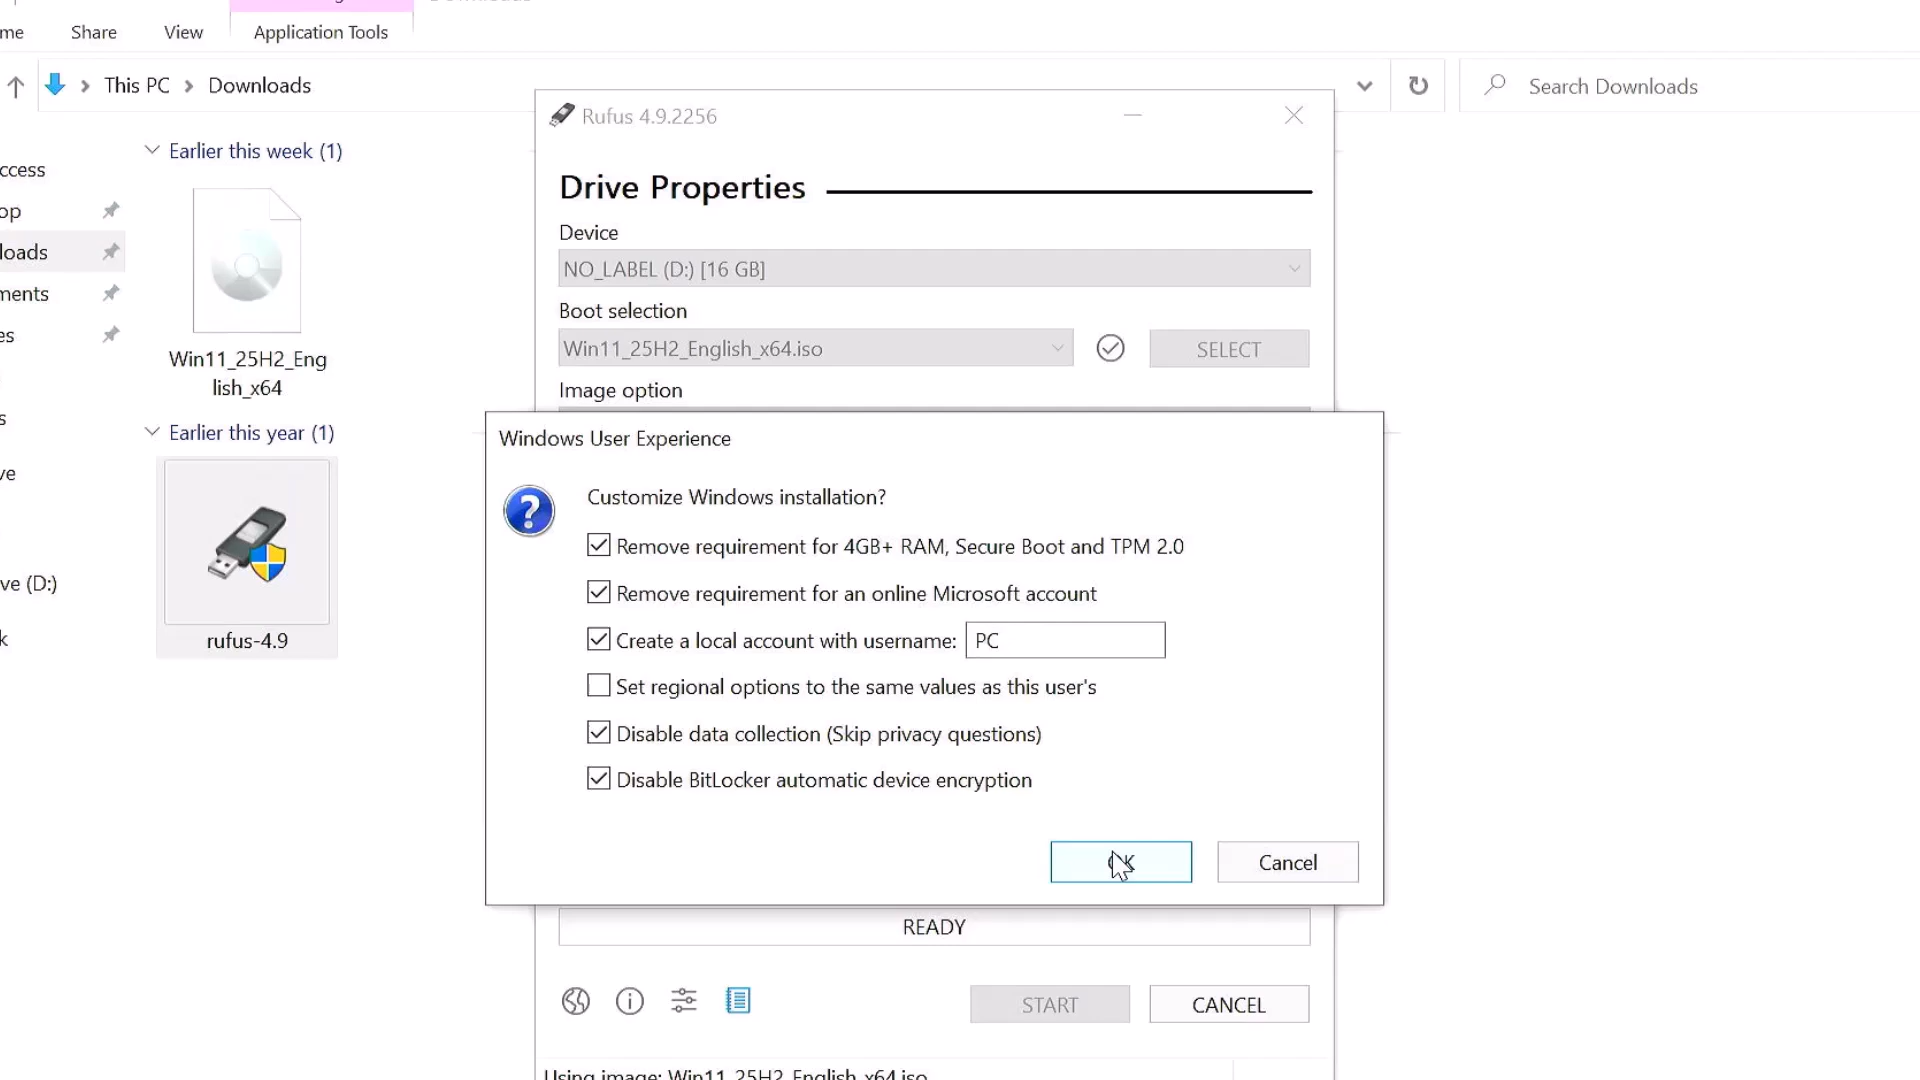 me Share View Application Tools
This PC Downloads
Search Downloads
Rufus 4.9.2256
Earlier this week (1)
ccess
op
loads
ments
es
s
ve
ve (D:)
k
Win11_25H2_Eng
lish_x64
Earlier this year (1)
rufus-4.9
Drive Properties
Device
NO_LABEL (D:) [16 GB]
Boot selection
Win11_25H2_English_x64.iso
SELECT
Image option
Windows User Experience
Customize Windows installation?
Remove requirement for 4GB+ RAM, Secure Boot and TPM 2.0
Remove requirement for an online Microsoft account
Create a local account with username: PC
Set regional options to the same values as this user's
Disable data collection (Skip privacy questions)
Disable BitLocker automatic device encryption
OK Cancel
READY
START CANCEL
Using image: Win11_25H2_English_x64.iso